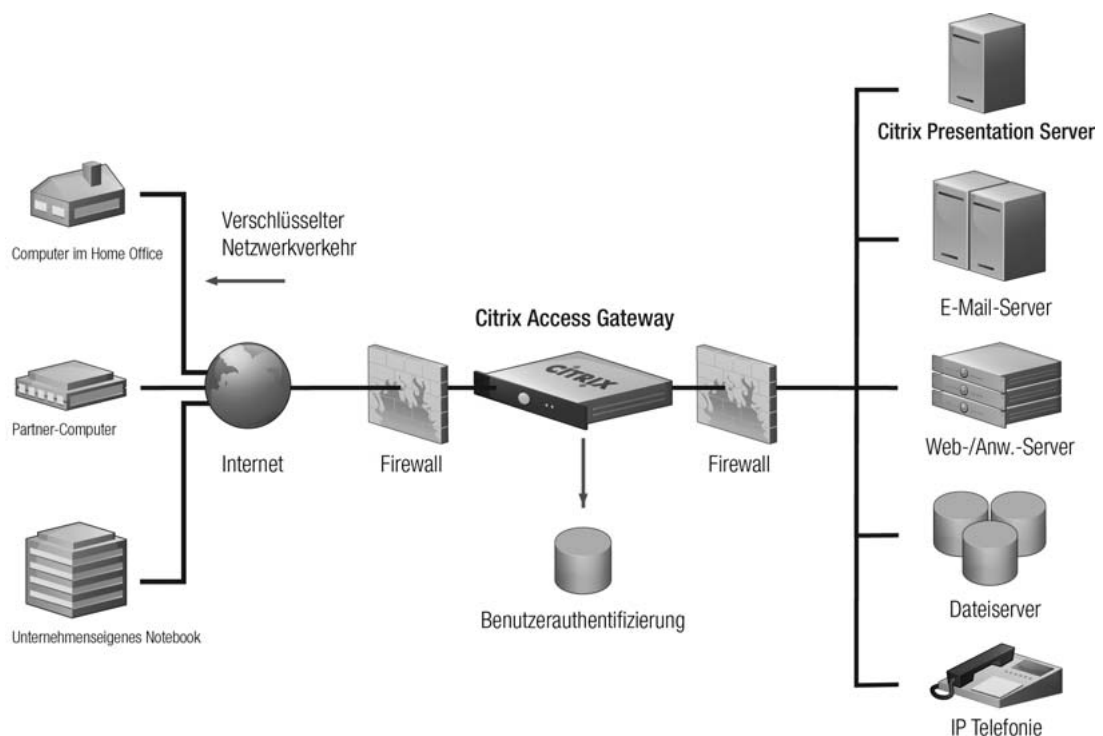 Citrix Presentation Server
Computer im Home Office
Verschlüsselter
Netzwerkverkehr
E-Mail-Server
Citrix Access Gateway
CITRIX
Partner-Computer
Internet
Firewall
Firewall
Web-/Anw.-Server
Benutzerauthentifizierung
Dateiserver
Unternehmenseigenes Notebook
IP Telefonie